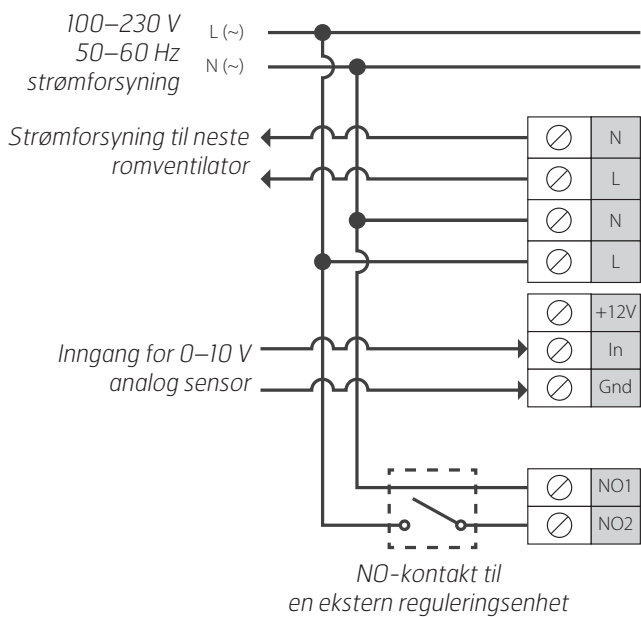 100–230 V
50–60 Hz
strømforsyning
L (~)
N (~)
Strømforsyning til neste
romventilator
N
L
N
L
+12V
Inngang for 0–10 V
analog sensor
In
Gnd
NO1
NO2
NO-kontakt til
en ekstern reguleringsenhet